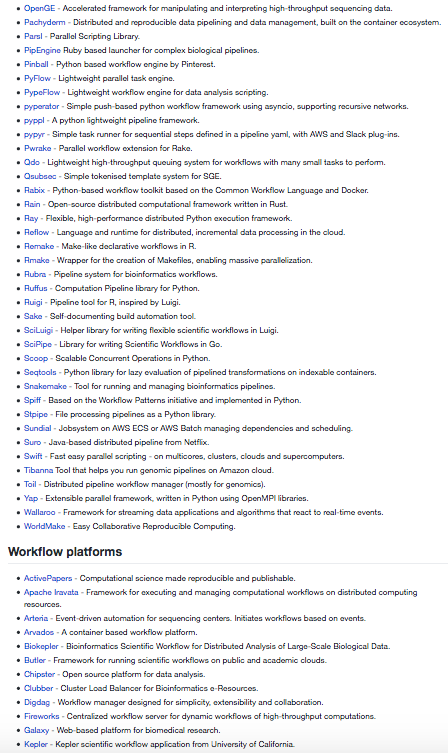 OpenGE - Accelerated framework for manipulating and interpreting high-throughput sequencing data.
Pachyderm - Distributed and reproducible data pipelining and data management, built on the container ecosystem.
Parsl - Parallel Scripting Library.
PipEngine Ruby based launcher for complex biological pipelines.
Pinball - Python based workflow engine by Pinterest.
PyFlow - Lightweight parallel task engine.
PypeFlow - Lightweight workflow engine for data analysis scripting.
pyperator - Simple push-based python workflow framework using asyncio, supporting recursive networks.
pyppl - A python lightweight pipeline framework.
pypyr - Simple task runner for sequential steps defined in a pipeline yaml, with AWS and Slack plug-ins.
Pwrake - Parallel workflow extension for Rake.
Qdo - Lightweight high-throughput queuing system for workflows with many small tasks to perform.
Qsubsec - Simple tokenised template system for SGE.
Rabix - Python-based workflow toolkit based on the Common Workflow Language and Docker.
Rain - Open-source distributed computational framework written in Rust.
Ray - Flexible, high-performance distributed Python execution framework.
Reflow - Language and runtime for distributed, incremental data processing in the cloud.
Remake - Make-like declarative workflows in R.
Rmake - Wrapper for the creation of Makefiles, enabling massive parallelization.
Rubra - Pipeline system for bioinformatics workflows.
Ruffus - Computation Pipeline library for Python.
Ruigi - Pipeline tool for R, inspired by Luigi.
Sake - Self-documenting build automation tool.
SciLuigi - Helper library for writing flexible scientific workflows in Luigi.
SciPipe - Library for writing Scientific Workflows in Go.
Scoop - Scalable Concurrent Operations in Python.
Seqtools - Python library for lazy evaluation of pipelined transformations on indexable containers.
Snakemake - Tool for running and managing bioinformatics pipelines.
Spiff - Based on the Workflow Patterns initiative and implemented in Python.
Stpipe - File processing pipelines as a Python library.
Sundial - Jobsystem on AWS ECS or AWS Batch managing dependencies and scheduling.
Suro - Java-based distributed pipeline from Netflix.
Swift - Fast easy parallel scripting - on multicores, clusters, clouds and supercomputers.
Tibanna Tool that helps you run genomic pipelines on Amazon cloud.
Toil - Distributed pipeline workflow manager (mostly for genomics).
Yap - Extensible parallel framework, written in Python using OpenMPI libraries.
Wallaroo - Framework for streaming data applications and algorithms that react to real-time events.
WorldMake - Easy Collaborative Reproducible Computing.
Workflow platforms
ActivePapers - Computational science made reproducible and publishable.
Apache Iravata - Framework for executing and managing computational workflows on distributed computing
resources.
Arteria - Event-driven automation for sequencing centers. Initiates workflows based on events.
Arvados - A container based workflow platform.
Biokepler - Bioinformatics Scientific Workflow for Distributed Analysis of Large-Scale Biological Data.
Butler - Framework for running scientific workflows on public and academic clouds.
Chipster - Open source platform for data analysis.
Clubber - Cluster Load Balancer for Bioinformatics e-Resources.
Digdag - Workflow manager designed for simplicity, extensibility and collaboration.
Fireworks - Centralized workflow server for dynamic workflows of high-throughput computations.
Galaxy - Web-based platform for biomedical research.
Kepler - Kepler scientific workflow application from University of California.